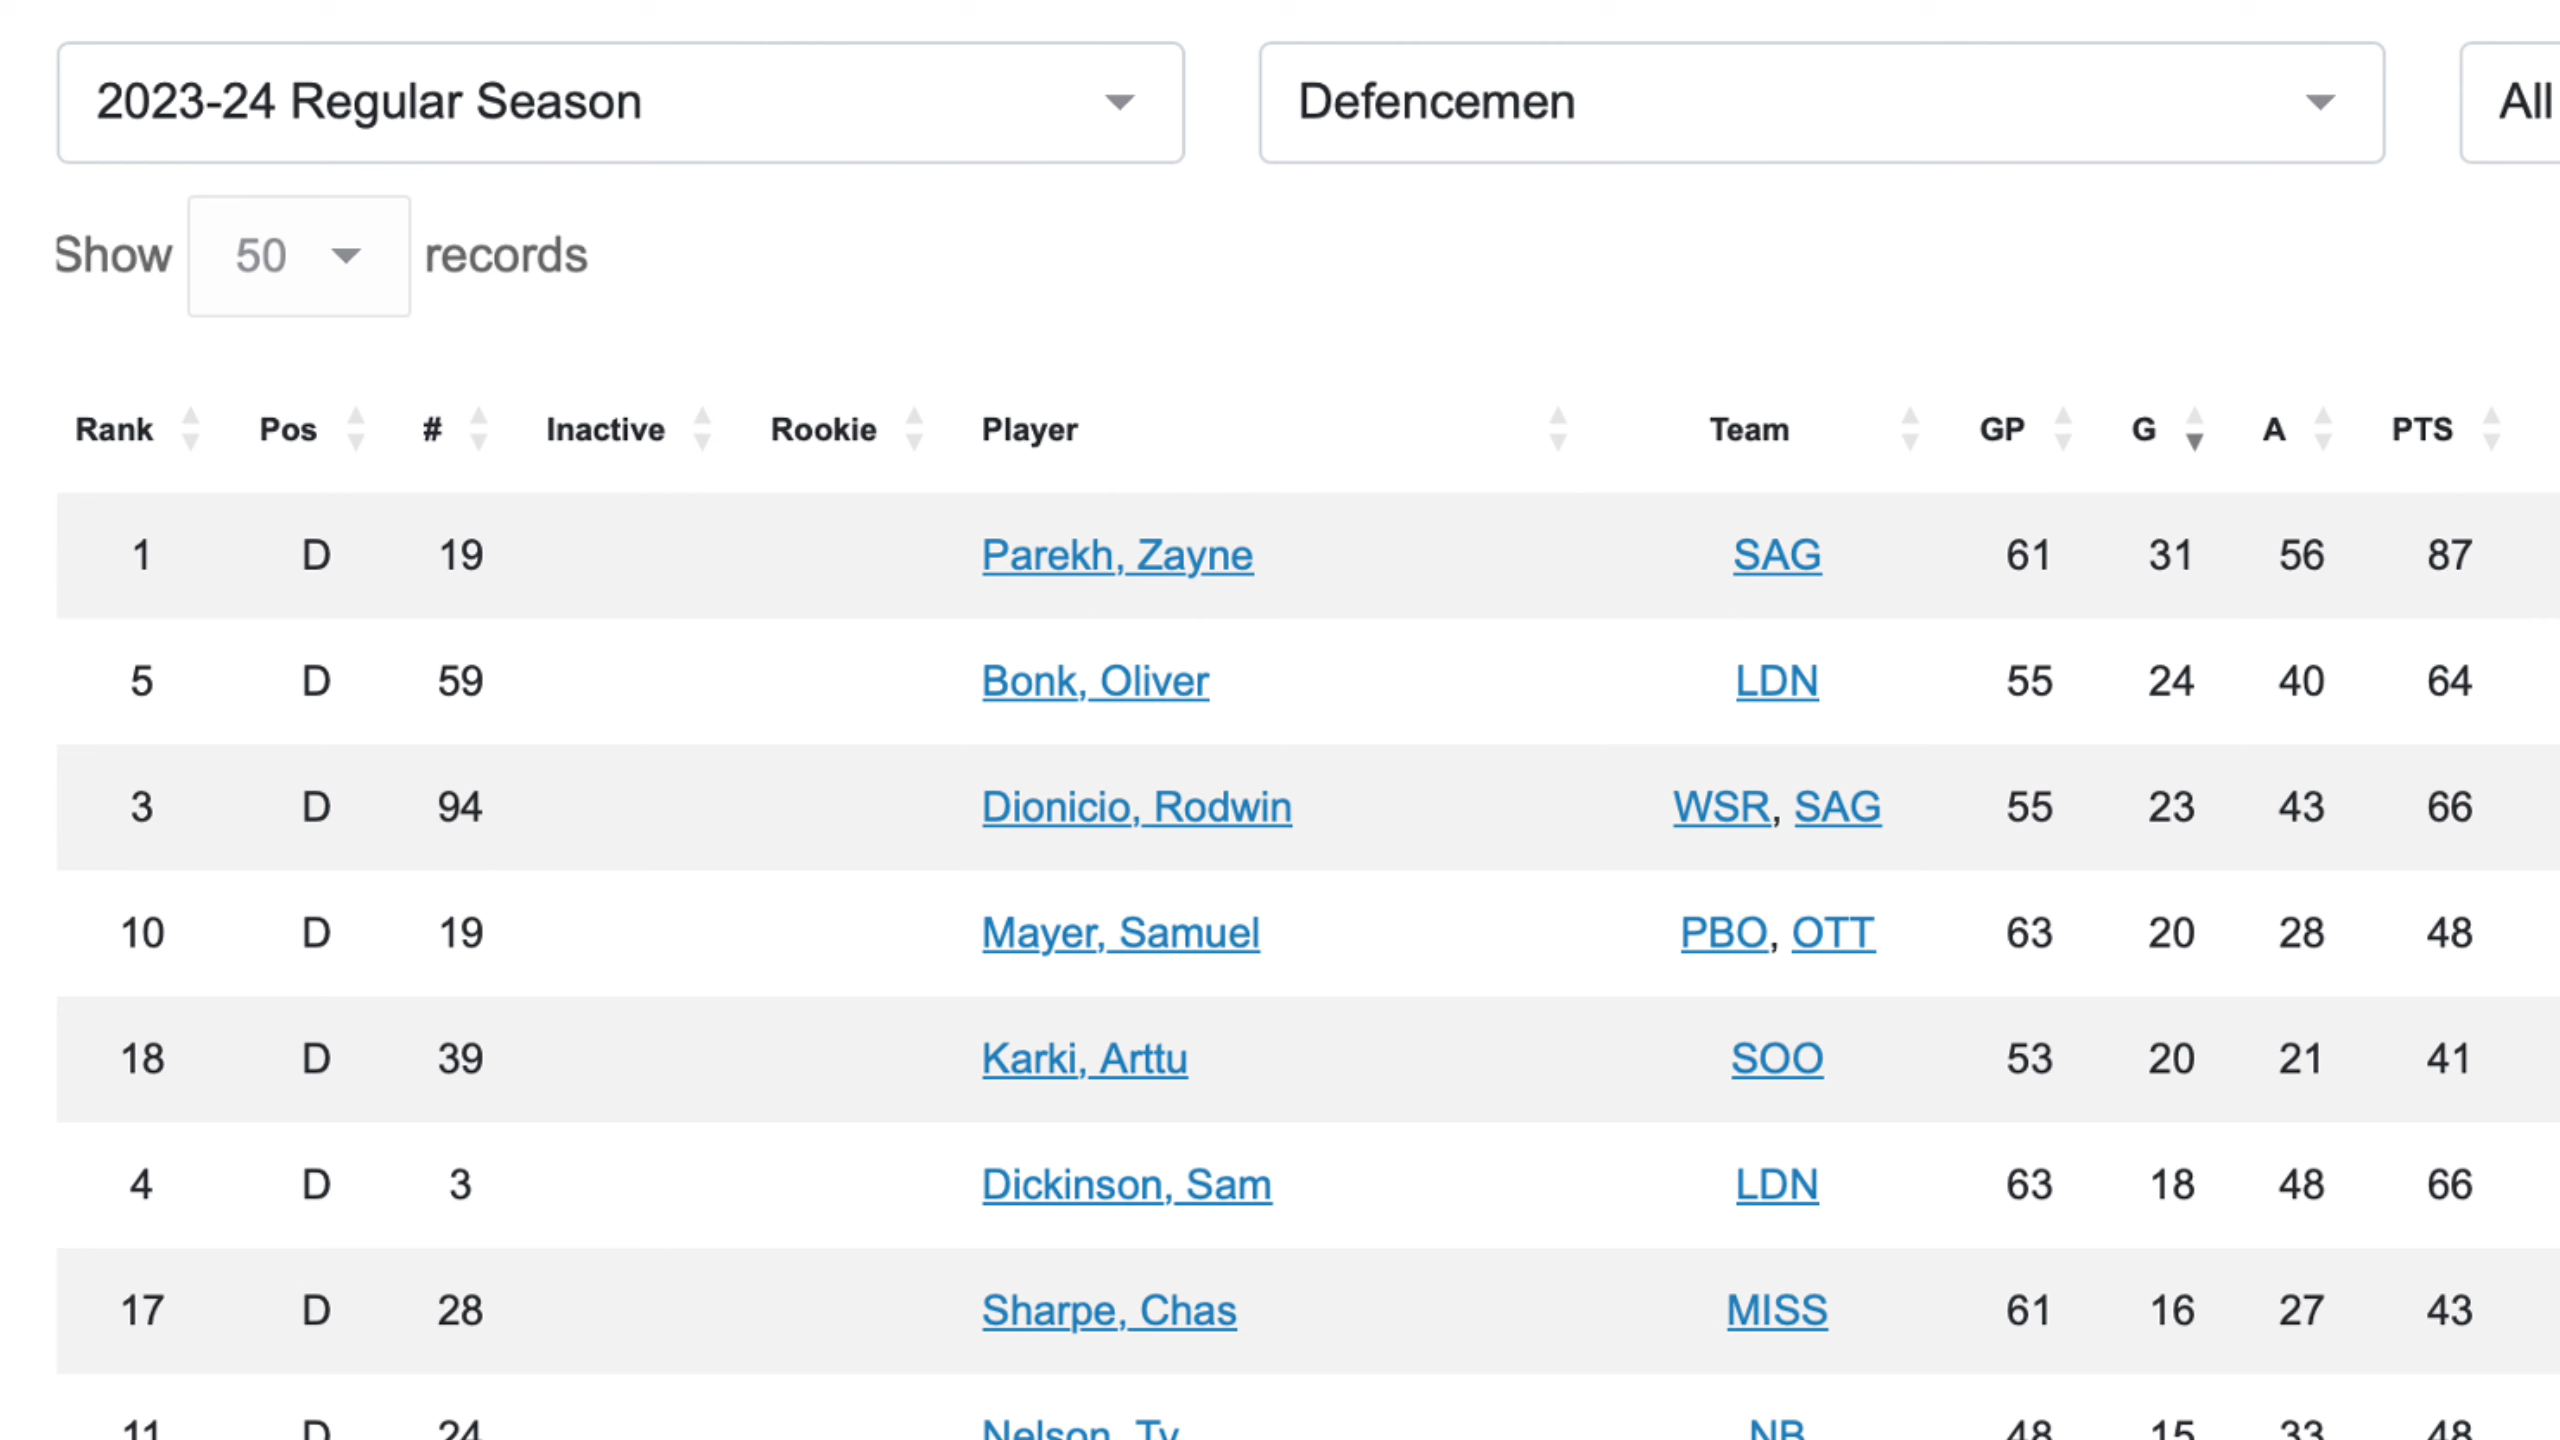 2023-24 Regular Season Defencemen All
Show 50 records
Rank Pos # Inactive Rookie Player Team GP G A PTS
1 D 19 Parekh, Zayne SAG 61 31 56 87
5 D 59 Bonk, Oliver LDN 55 24 40 64
3 D 94 Dionicio, Rodwin WSR, SAG 55 23 43 66
10 D 19 Mayer, Samuel PBO, OTT 63 20 28 48
18 D 39 Karki, Arttu SOO 53 20 21 41
4 D 3 Dickinson, Sam LDN 63 18 48 66
17 D 28 Sharpe, Chas MISS 61 16 27 43
11 D 24 Nelson, Ty NB 48 15 33 48